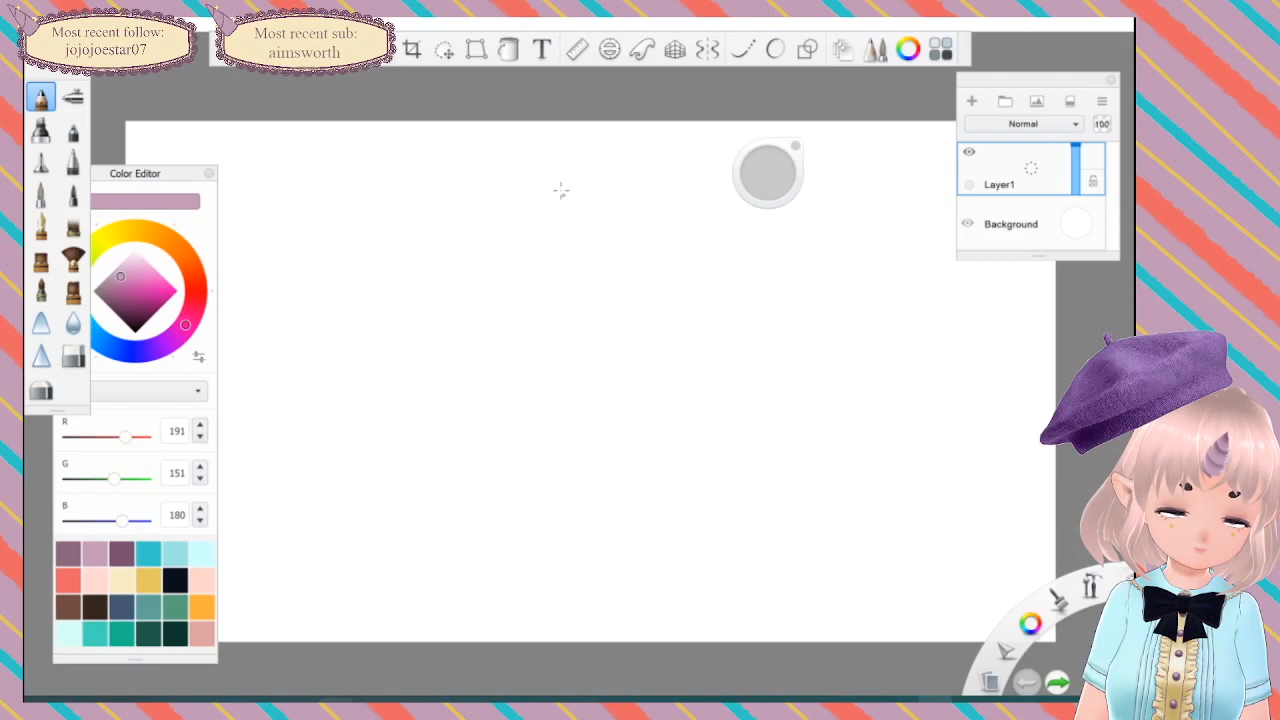 Most recent follow:
jojojoestar07
Most recent sub:
aimsworth
T
Normal
100
Layer1
Background
Color Editor
R
191
G
151
B
180